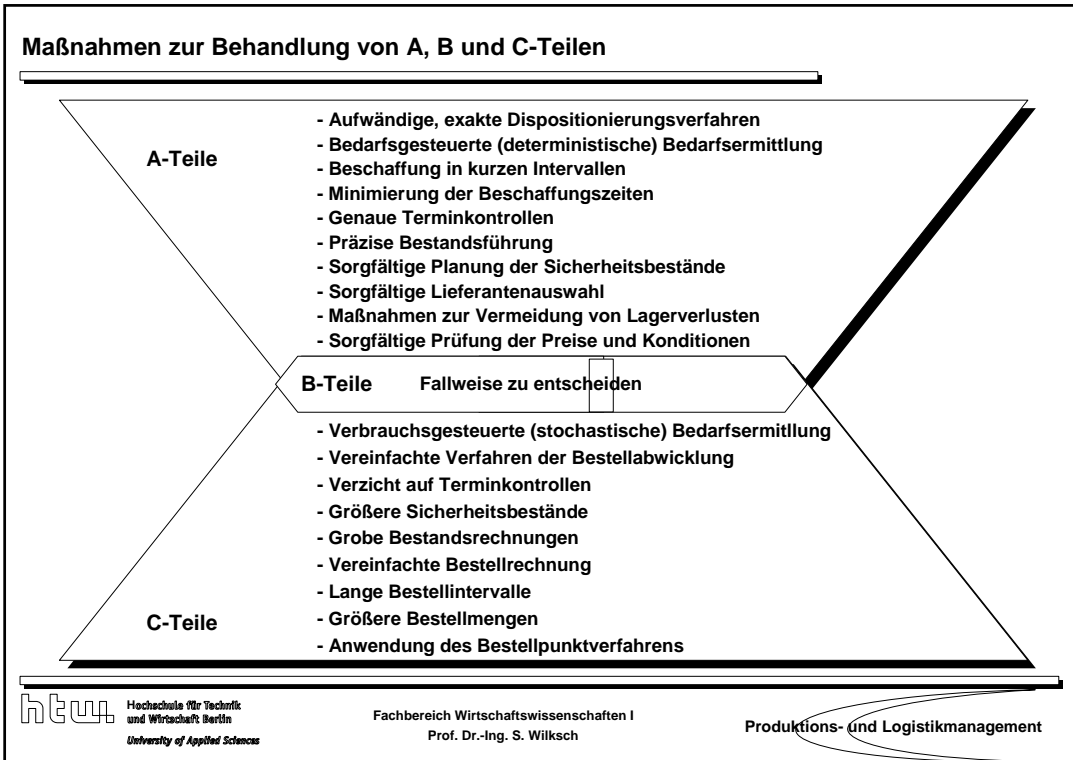 Maßnahmen zur Behandlung von A, B und C-Teilen
A-Teile
- Aufwändige, exakte Dispositionierungsverfahren
- Bedarfsgesteuerte (deterministische) Bedarfsermittlung
- Beschaffung in kurzen Intervallen
- Minimierung der Beschaffungszeiten
- Genaue Terminkontrollen
- Präzise Bestandsführung
- Sorgfältige Planung der Sicherheitsbestände
- Sorgfältige Lieferantenauswahl
- Maßnahmen zur Vermeidung von Lagerverlusten
- Sorgfältige Prüfung der Preise und Konditionen
B-Teile Fallweise zu entscheiden
- Verbrauchsgesteuerte (stochastische) Bedarfsermitllung
- Vereinfachte Verfahren der Bestellabwicklung
- Verzicht auf Terminkontrollen
- Größere Sicherheitsbestände
- Grobe Bestandsrechnungen
- Vereinfachte Bestellrechnung
- Lange Bestellintervalle
- Größere Bestellmengen
- Anwendung des Bestellpunktverfahrens
C-Teile
htw
Hochschule für Technik
und Wirtschaft Berlin
University of Applied Sciences
Fachbereich Wirtschaftswissenschaften I
Prof. Dr.-Ing. S. Wilksch
Produktions- und Logistikmanagement